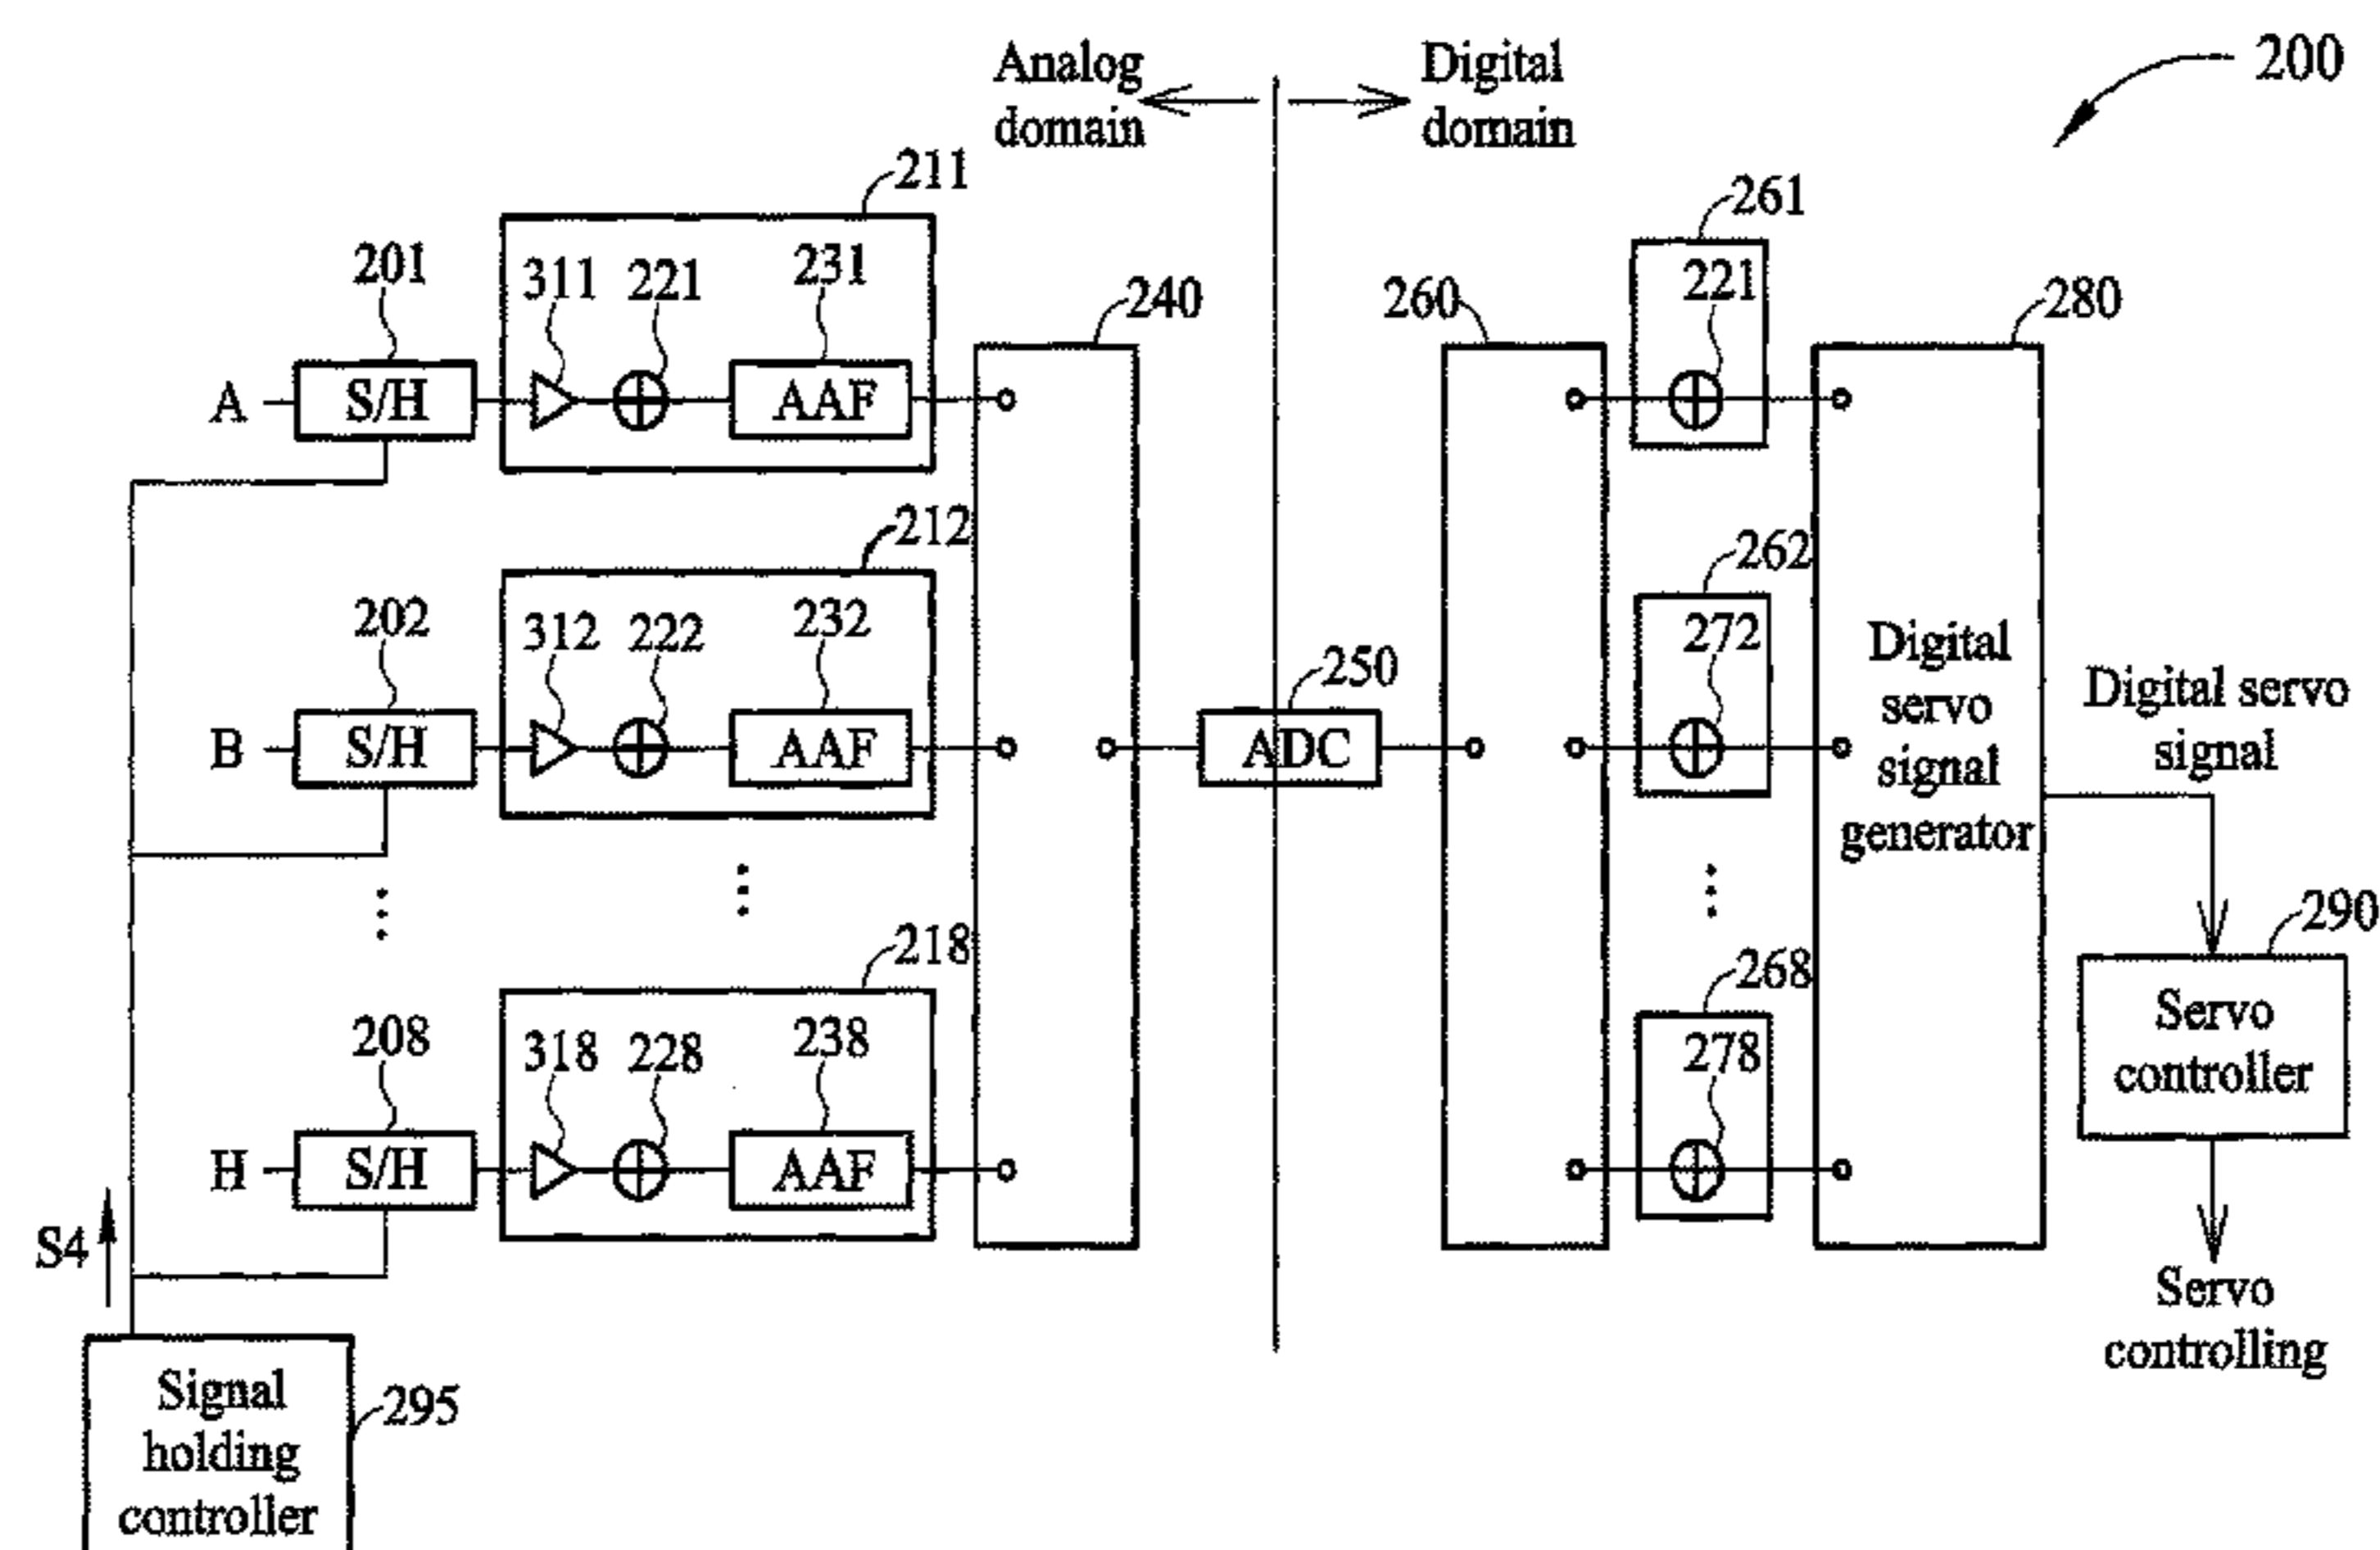 Analog
domain
Digital
domain
200
211
201
311
221
231
240
A
S/H
AAF
260
261
221
280
212
202
312
222
232
B
S/H
AAF
250
ADC
262
272
Digital
servo
signal
generator
Digital servo
signal
218
208
318
228
238
H
S/H
AAF
268
278
290
Servo
controller
Servo
controlling
S4
Signal
holding
controller
295